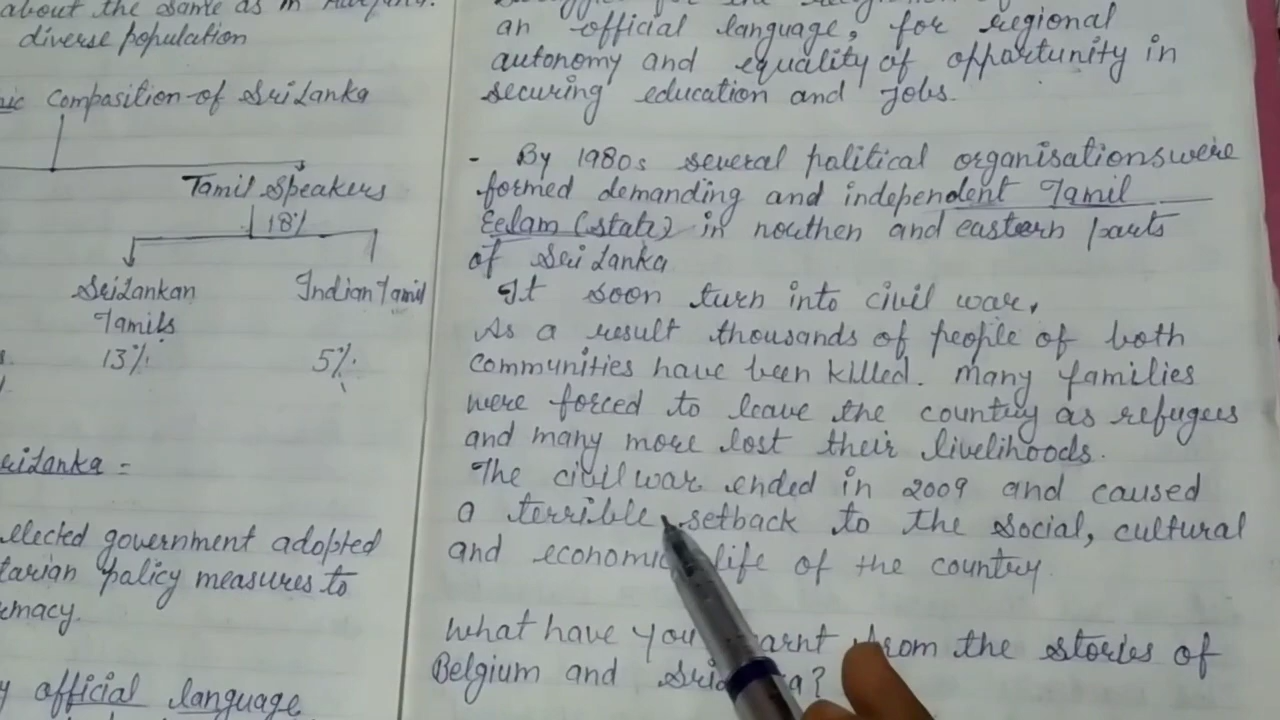 about the same as in
diverse population
Composition of Sri Lanka
Tamil Speakers
18%
Sri Lankan
Tamils
13%
Indian Tamil
5%
Sri Lanka =
elected government adopted
tarian policy measures to
macy.
official language
an official language, for regional
autonomy and equality of opportunity in
securing education and Jobs.
- By 1980s several political organisations were
formed demanding and independent Tamil
Eelam (state) in nouthen and eastern parts
of Sri Lanka
It soon turn into civil war,
As a result thousands of people of both
communities have been killed. Many families
were forced to leave the country as refugees
and many more lost their livelihoods.
The civil war ended in 2009 and caused
a terrible setback to the social, cultural
and economic life of the country.
What have you arnt from the stories of
Belgium and Sri a?